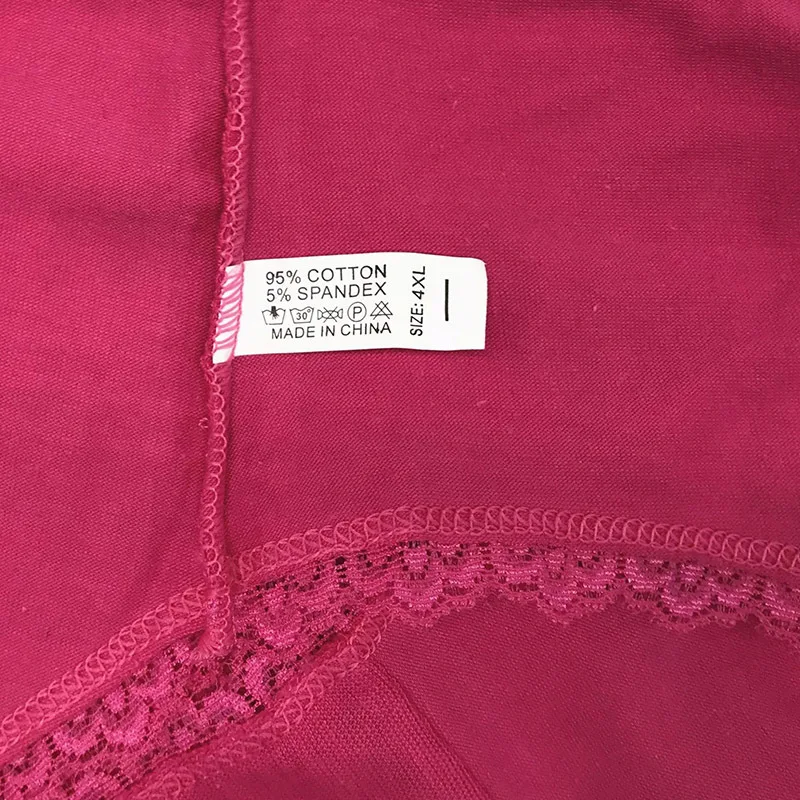 95% COTTON
5% SPANDEX
30°
P
MADE IN CHINA
SIZE: 4XL